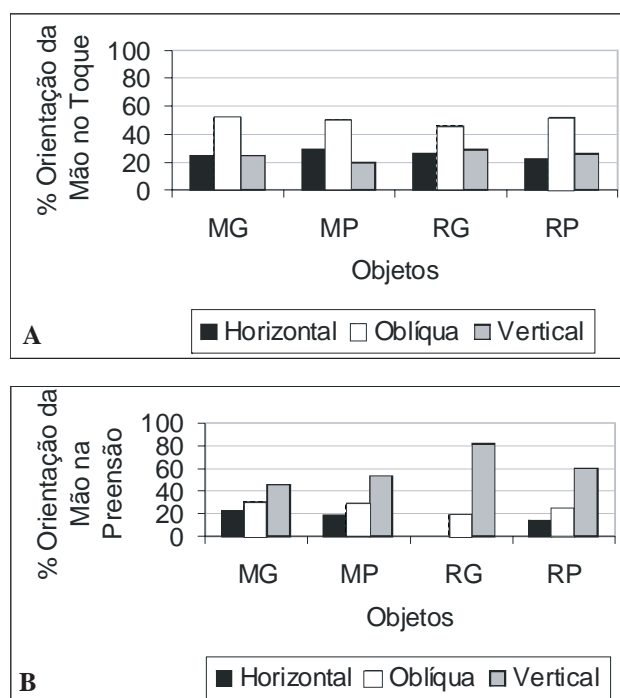 % Orientação da
Mão no Toque
100
80
60
40
20
0
MG MP RG RP
Objetos
A
Horizontal Oblíqua Vertical
% Orientação da
Mão na
Preensão
100
80
60
40
20
0
MG MP RG RP
Objetos
B
Horizontal Oblíqua Vertical